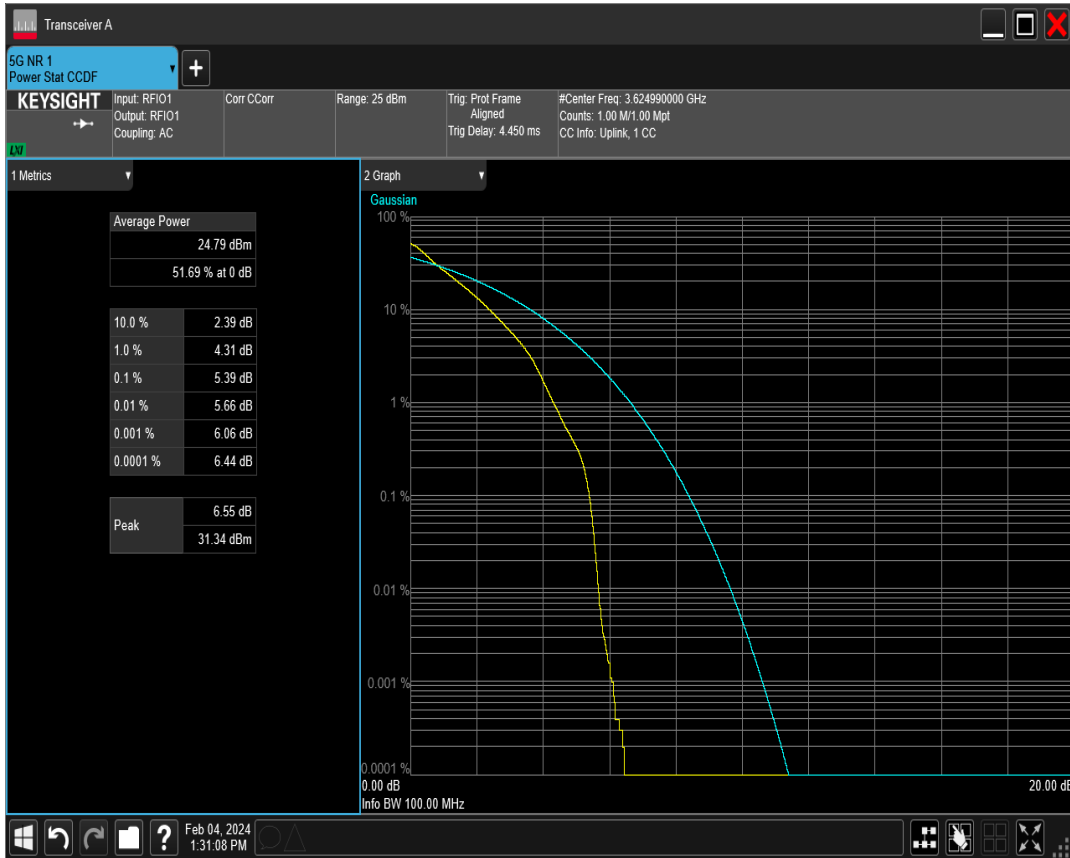 Transceiver A
5G NR 1
Power Stat CCDF
+
KEYSIGHT
LXI
Input: RFIO1
Output: RFIO1
Coupling: AC
Corr CCorr
Range: 25 dBm
Trig: Prot Frame
Aligned
Trig Delay: 4.450 ms
#Center Freq: 3.624990000 GHz
Counts: 1.00 M/1.00 Mpt
CC Info: Uplink, 1 CC
1 Metrics
Average Power
24.79 dBm
51.69 % at 0 dB
10.0 % 2.39 dB
1.0 % 4.31 dB
0.1 % 5.39 dB
0.01 % 5.66 dB
0.001 % 6.06 dB
0.0001 % 6.44 dB
Peak 6.55 dB
31.34 dBm
2 Graph
Gaussian
100 %
10 %
1 %
0.1 %
0.01 %
0.001 %
0.0001 %
0.00 dB 20.00 dB
Info BW 100.00 MHz
?
Feb 04, 2024
1:31:08 PM